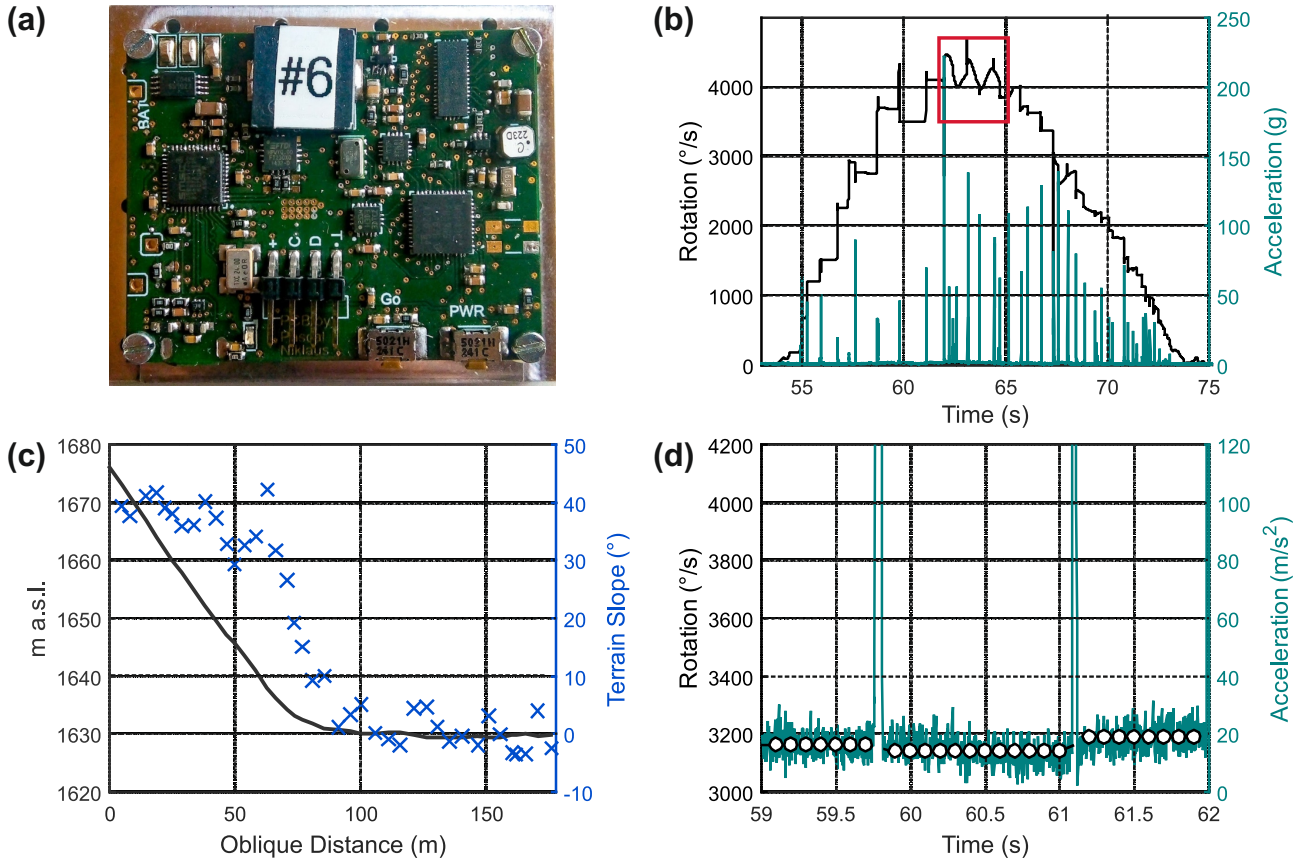 (a)
#6
BAT
223D
+ C D -
Go
PWR
5021H
241C
5021H
241C
Niklaus
(b)
Rotation (°/s)
4000
3000
2000
1000
0
55 60 65 70 75
Time (s)
250
200
150
100
50
0
Acceleration (g)
(c)
m a.s.l.
1680
1670
1660
1650
1640
1630
1620
0 50 100 150
Oblique Distance (m)
50
40
30
20
10
0
-10
Terrain Slope (°)
(d)
Rotation (°/s)
4200
4000
3800
3600
3400
3200
3000
59 59.5 60 60.5 61 61.5 62
Time (s)
120
100
80
60
40
20
0
Acceleration (m/s²)